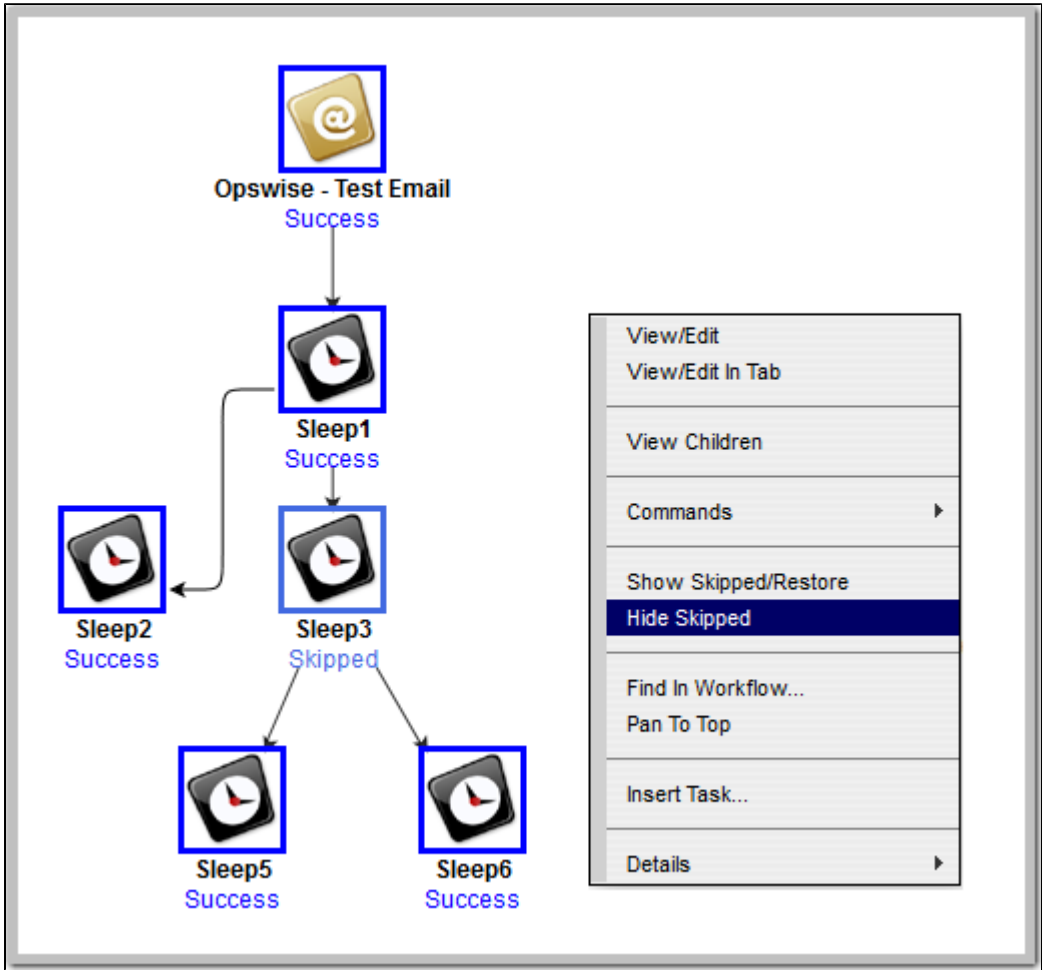 Opswise - Test Email
Success
Sleep1
Success
Sleep2
Success
Sleep3
Skipped
Sleep5
Success
Sleep6
Success
View/Edit
View/Edit In Tab
View Children
Commands
Show Skipped/Restore
Hide Skipped
Find In Workflow...
Pan To Top
Insert Task...
Details